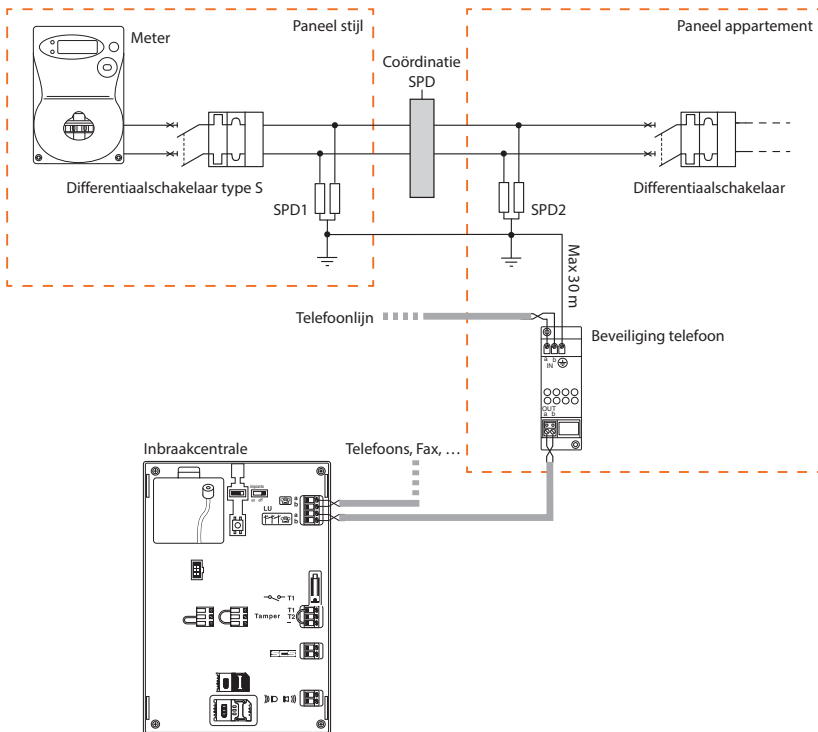 Paneel stijl
Paneel appartement
Meter
Coördinatie
SPD
Differentiaalschakelaar type S
Differentiaalschakelaar
SPD1
SPD2
Max 30 m
Telefoonlijn
Beveiliging telefoon
a b
IN
OUT
a b
Inbraakcentrale
Telefoons, Fax, …
a
b
LU
a
b
T1
Tamper
T1
T2
–